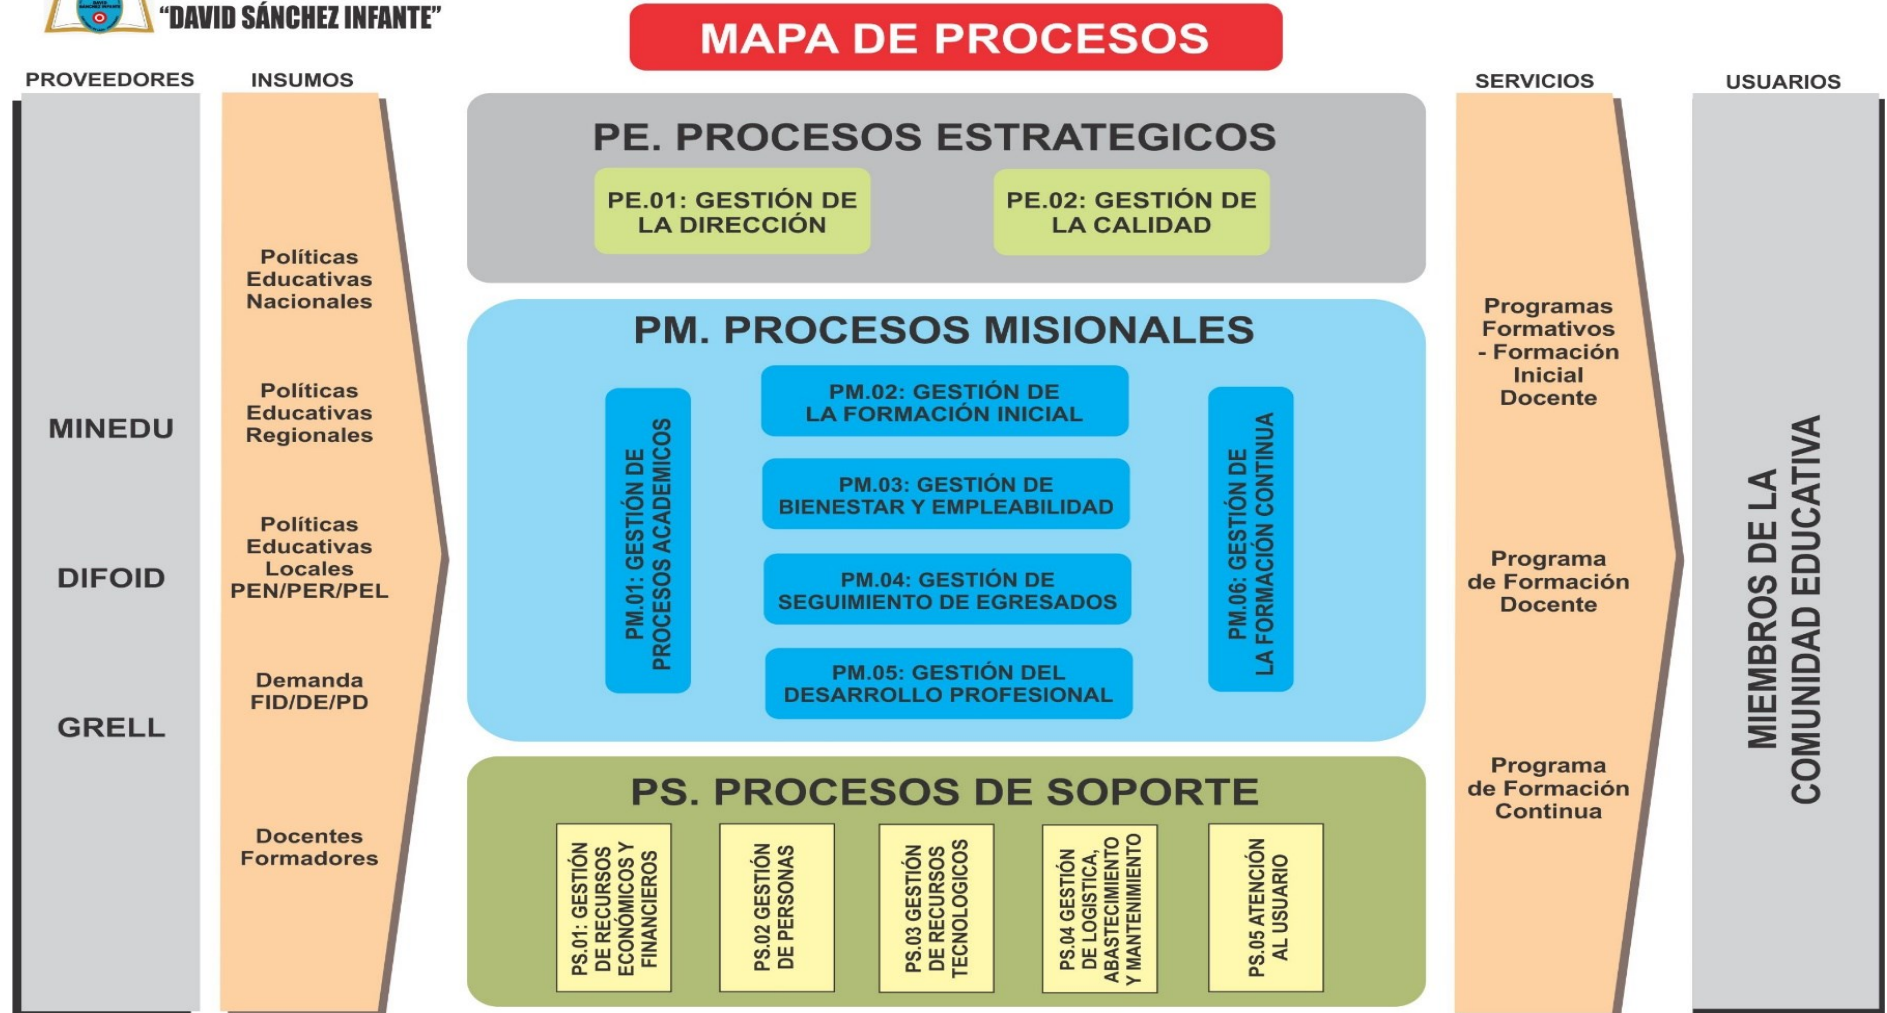 “DAVID SÁNCHEZ INFANTE”
MAPA DE PROCESOS
PROVEEDORES
MINEDU
DIFOID
GRELL
INSUMOS
Políticas
Educativas
Nacionales
Políticas
Educativas
Regionales
Políticas
Educativas
Locales
PEN/PER/PEL
Demanda
FID/DE/PD
Docentes
Formadores
PE. PROCESOS ESTRATEGICOS
PE.01: GESTIÓN DE
LA DIRECCIÓN
PE.02: GESTIÓN DE
LA CALIDAD
PM. PROCESOS MISIONALES
PM.01: GESTIÓN DE
PROCESOS ACADEMICOS
PM.02: GESTIÓN DE
LA FORMACIÓN INICIAL
PM.03: GESTIÓN DE
BIENESTAR Y EMPLEABILIDAD
PM.04: GESTIÓN DE
SEGUIMIENTO DE EGRESADOS
PM.05: GESTIÓN DEL
DESARROLLO PROFESIONAL
PM.06: GESTIÓN DE
LA FORMACIÓN CONTINUA
PS. PROCESOS DE SOPORTE
PS.01: GESTIÓN
DE RECURSOS
ECONÓMICOS Y
FINANCIEROS
PS.02 GESTIÓN
DE PERSONAS
PS.03 GESTIÓN
DE RECURSOS
TECNOLOGICOS
PS.04 GESTIÓN
DE LOGISTICA,
ABASTECIMIENTO
Y MANTENIMIENTO
PS.05 ATENCIÓN
AL USUARIO
SERVICIOS
Programas
Formativos
- Formación
Inicial
Docente
Programa
de Formación
Docente
Programa
de Formación
Continua
USUARIOS
MIEMBROS DE LA
COMUNIDAD EDUCATIVA